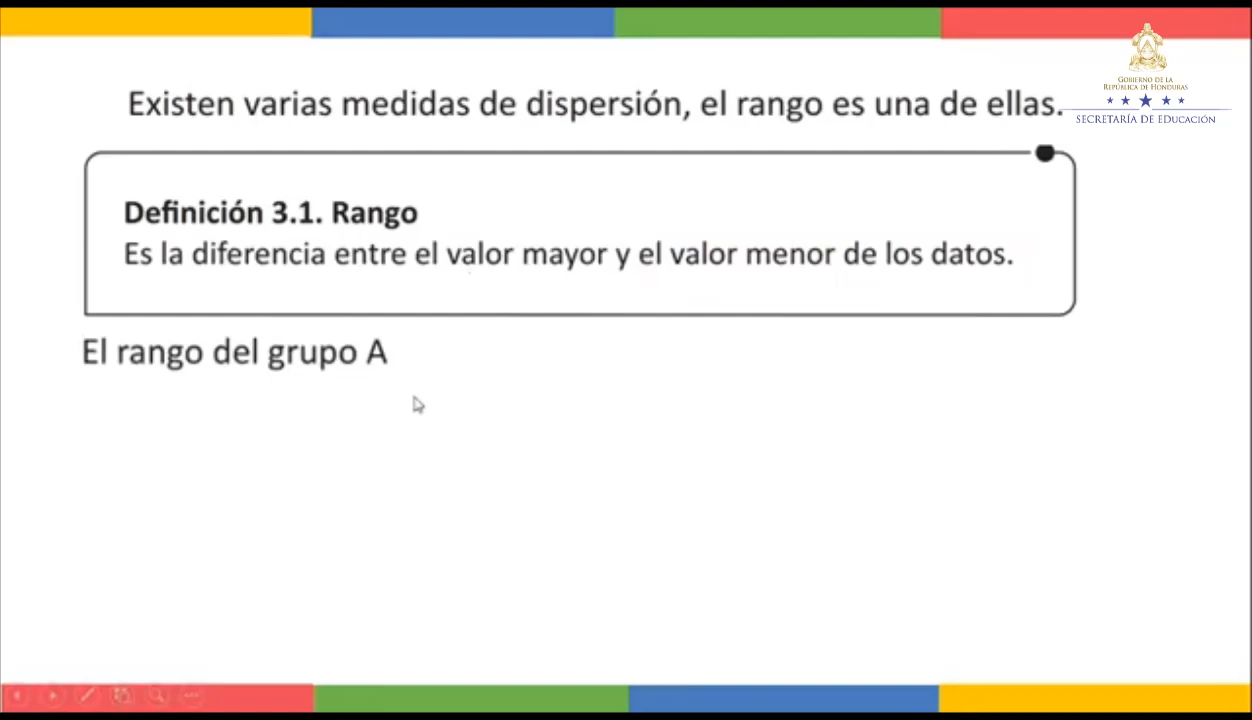 GOBIERNO DE LA
REPÚBLICA DE HONDURAS
SECRETARÍA DE EDUCACIÓN
Existen varias medidas de dispersión, el rango es una de ellas.
Definición 3.1. Rango
Es la diferencia entre el valor mayor y el valor menor de los datos.
El rango del grupo A